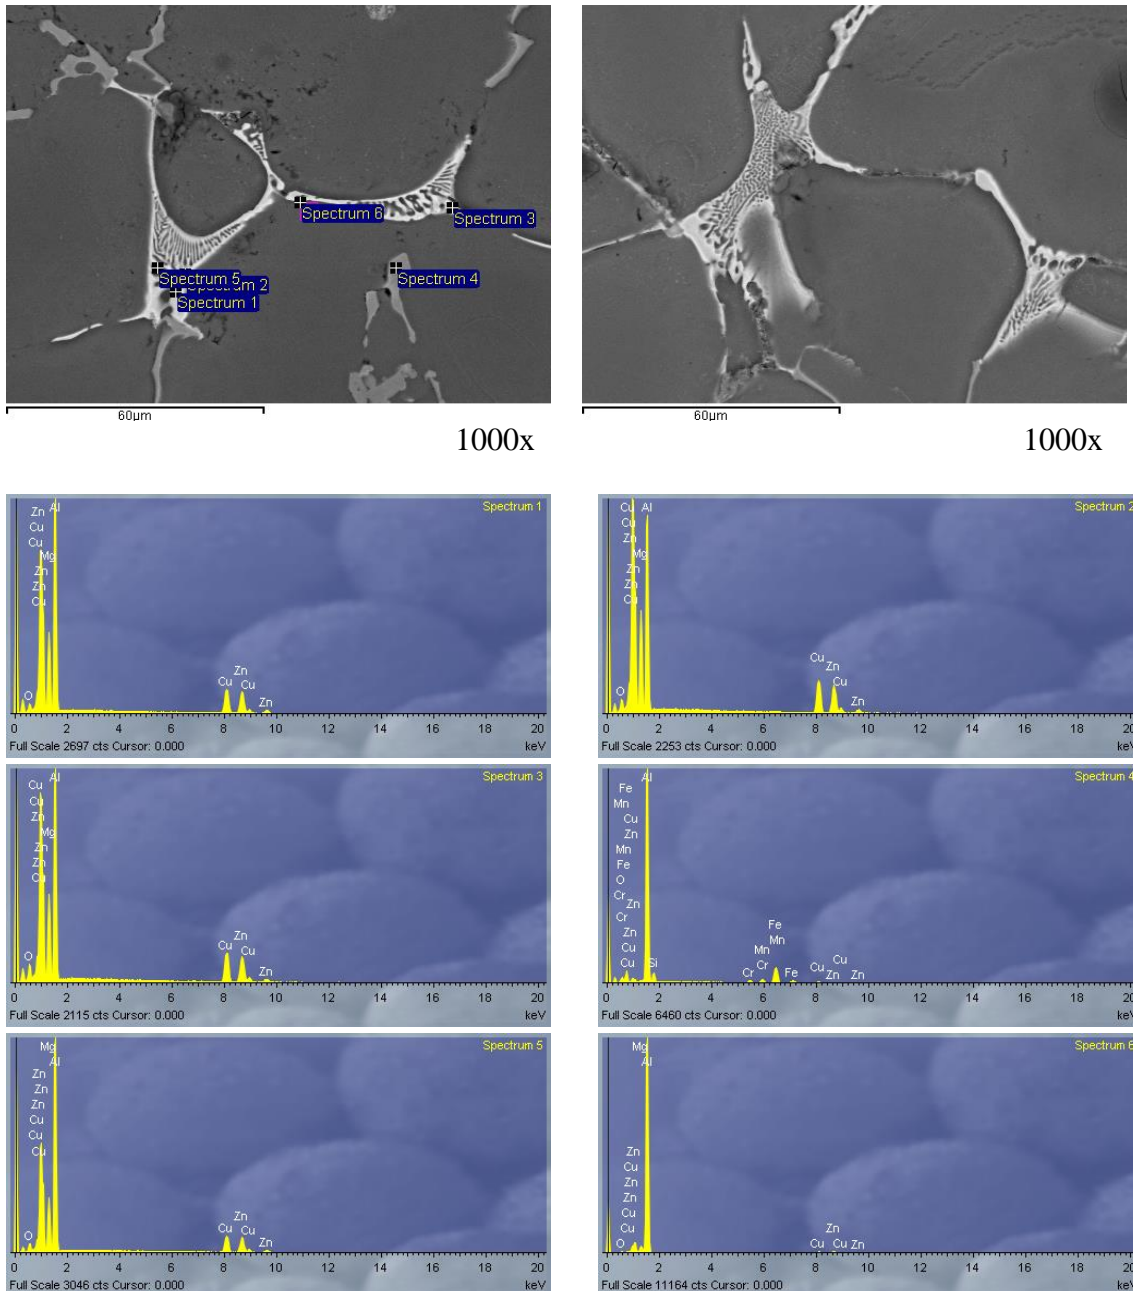 Spectrum 6
Spectrum 3
Spectrum 5
Spectrum 2
Spectrum 4
Spectrum 1
60µm
60µm
1000x
1000x
Spectrum 1
Zn
Al
Cu
Cu
Mg
Zn
Zn
Cu
O
Cu
Zn
Cu
Zn
0 2 4 6 8 10 12 14 16 18 20
Full Scale 2697 cts Cursor: 0.000
keV
Spectrum 2
Cu
Al
Cu
Zn
Mg
Zn
Zn
Cu
O
Cu
Zn
Cu
Zn
0 2 4 6 8 10 12 14 16 18 20
Full Scale 2253 cts Cursor: 0.000
keV
Spectrum 3
Al
Cu
Cu
Zn
Mg
Zn
Zn
Cu
O
Cu
Zn
Cu
Zn
0 2 4 6 8 10 12 14 16 18 20
Full Scale 2115 cts Cursor: 0.000
keV
Spectrum 4
Al
Fe
Mn
Cu
Zn
Mn
Fe
O
Cr
Zn
Cr
Zn
Cu
Cu
Si
Cr
Mn
Cr
Fe
Mn
Fe
Cu
Zn
Cu
Zn
0 2 4 6 8 10 12 14 16 18 20
Full Scale 6460 cts Cursor: 0.000
keV
Spectrum 5
Mg
Al
Zn
Zn
Zn
Cu
Cu
Cu
O
Cu
Zn
Cu
Zn
0 2 4 6 8 10 12 14 16 18 20
Full Scale 3046 cts Cursor: 0.000
keV
Spectrum 6
Mg
Al
Zn
Cu
Zn
Zn
Cu
Cu
O
Cu
Zn
Cu
Zn
0 2 4 6 8 10 12 14 16 18 20
Full Scale 11164 cts Cursor: 0.000
keV